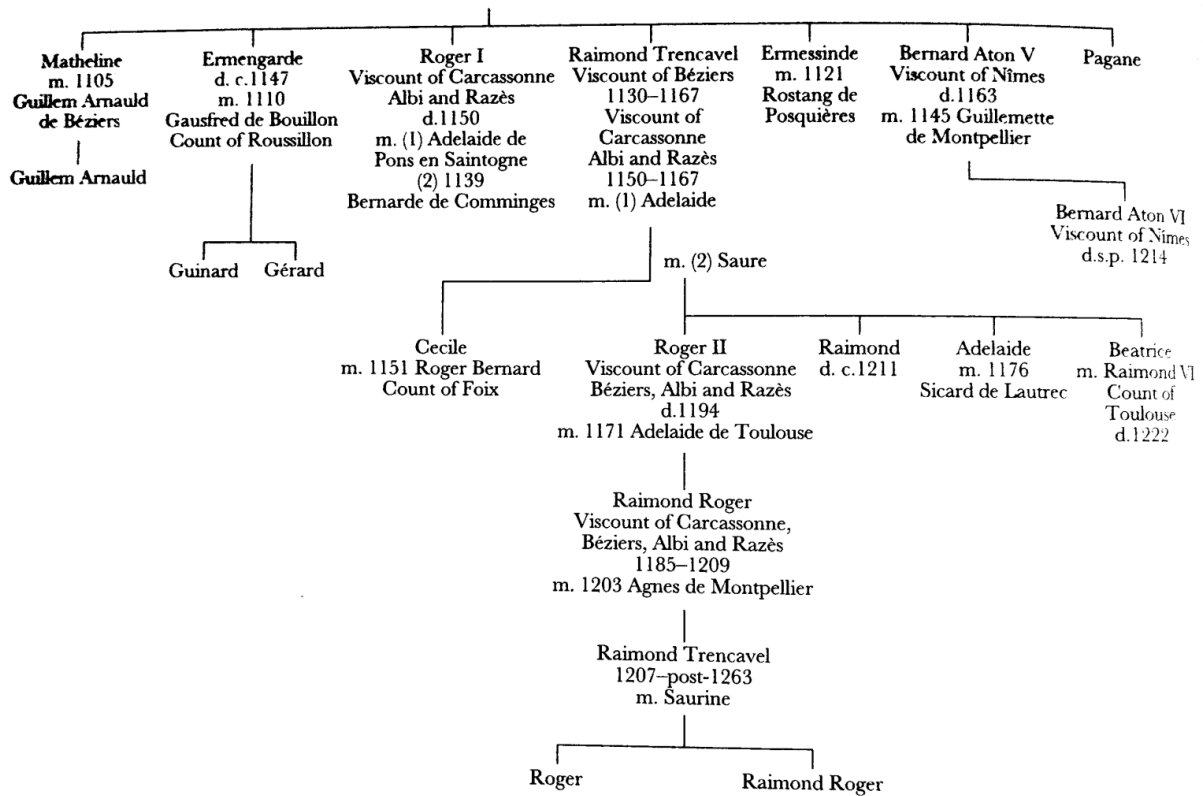 Matheline
m. 1105
Guillem Arnauld
de Béziers
Guillem Arnauld
Ermengarde
d. c.1147
m. 1110
Gausfred de Bouillon
Count of Roussillon
Guinard
Gérard
Roger I
Viscount of Carcassonne
Albi and Razès
d.1150
m. (1) Adelaide de
Pons en Saintogne
(2) 1139
Bernarde de Comminges
Raimond Trencavel
Viscount of Béziers
1130–1167
Viscount of
Carcassonne
Albi and Razès
1150–1167
m. (1) Adelaide
m. (2) Saure
Ermessinde
m. 1121
Rostang de
Posquières
Bernard Aton V
Viscount of Nîmes
d.1163
m. 1145 Guillemette
de Montpellier
Pagane
Bernard Aton VI
Viscount of Nîmes
d.s.p. 1214
Cecile
m. 1151 Roger Bernard
Count of Foix
Roger II
Viscount of Carcassonne
Béziers, Albi and Razès
d.1194
m. 1171 Adelaide de Toulouse
Raimond
d. c.1211
Adelaide
m. 1176
Sicard de Lautrec
Beatrice
m. Raimond VI
Count of
Toulouse
d.1222
Raimond Roger
Viscount of Carcassonne,
Béziers, Albi and Razès
1185–1209
m. 1203 Agnes de Montpellier
Raimond Trencavel
1207–post-1263
m. Saurine
Roger
Raimond Roger